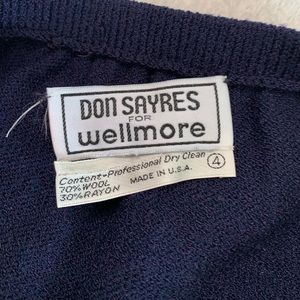 DON SAYRES
FOR
wellmore
Content-Professional Dry Clean
70% WOOL
30% RAYON
MADE IN U.S.A.
4